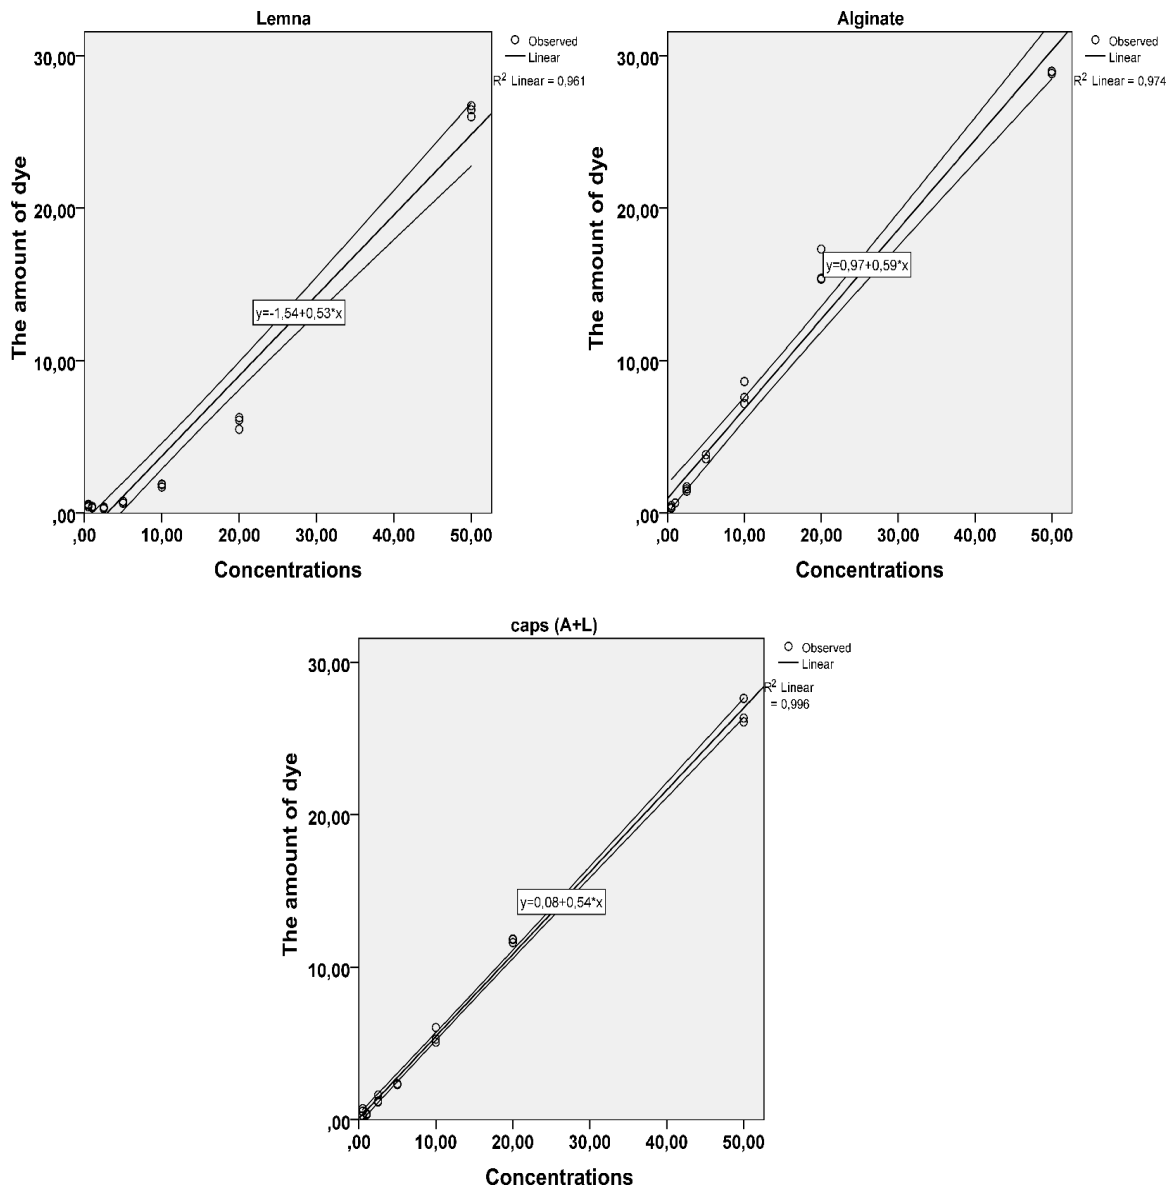 Lemna
Observed
Linear
R2 Linear = 0,961
30,00
20,00
10,00
,00
The amount of dye
y=-1,54+0,53*x
,00 10,00 20,00 30,00 40,00 50,00
Concentrations
Alginate
Observed
Linear
R2 Linear = 0,974
30,00
20,00
10,00
,00
The amount of dye
y=0,97+0,59*x
,00 10,00 20,00 30,00 40,00 50,00
Concentrations
caps (A+L)
Observed
Linear
R2 Linear
= 0,996
30,00
20,00
10,00
,00
The amount of dye
y=0,08+0,54*x
,00 10,00 20,00 30,00 40,00 50,00
Concentrations